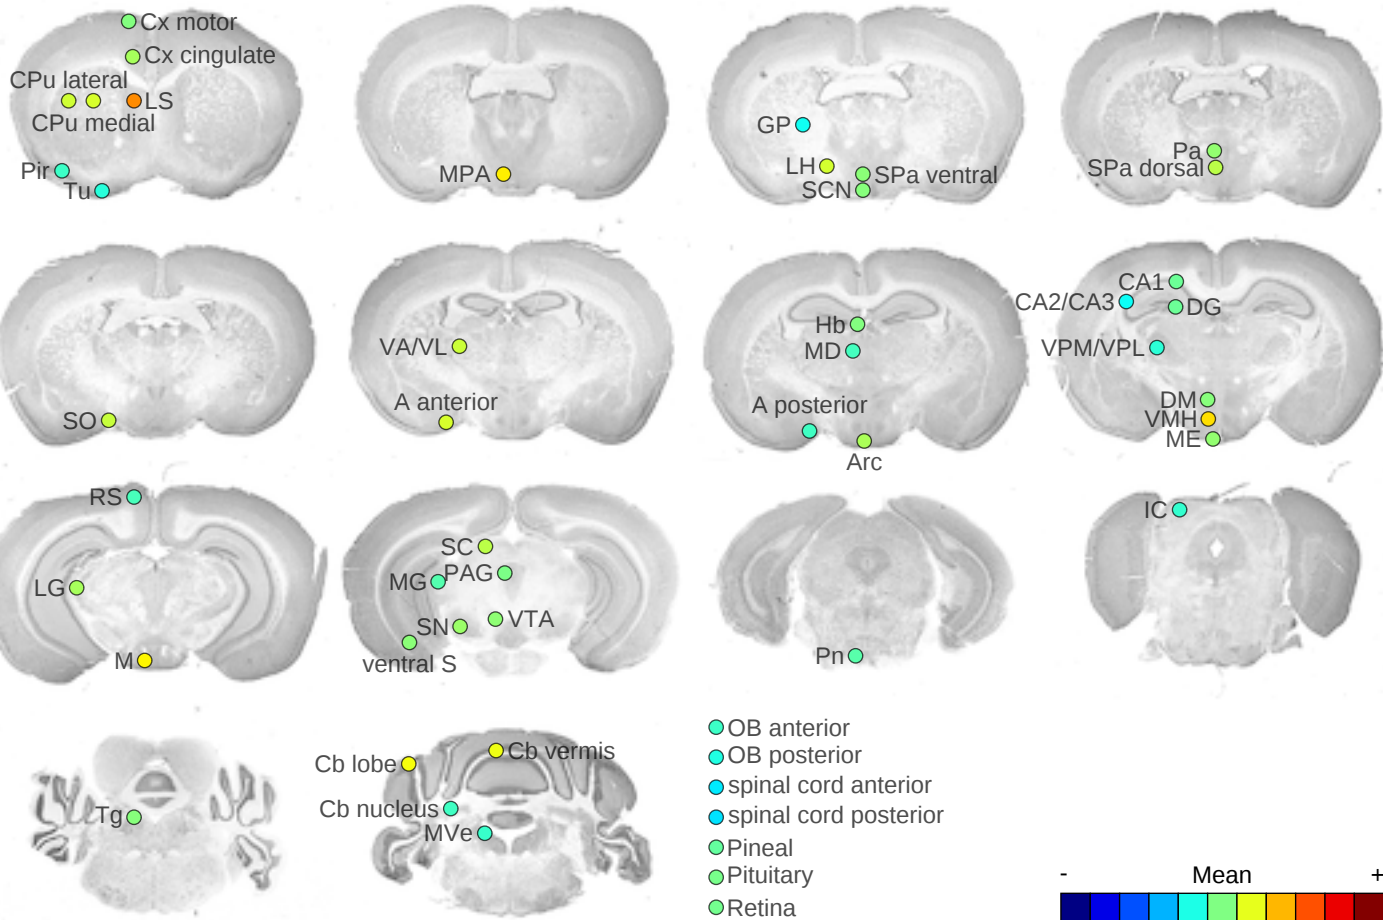 Cx motor
Cx cingulate
CPu lateral
LS
CPu medial
Pir
Tu
MPA
GP
LH
SPa ventral
SCN
Pa
SPa dorsal
SO
VA/VL
A anterior
Hb
MD
A posterior
Arc
CA1
CA2/CA3
DG
VPM/VPL
DM
VMH
ME
RS
LG
M
SC
PAG
MG
VTA
SN
ventral S
Pn
IC
Tg
Cb lobe
Cb vermis
Cb nucleus
MVe
OB anterior
OB posterior
spinal cord anterior
spinal cord posterior
Pineal
Pituitary
Retina
- Mean +